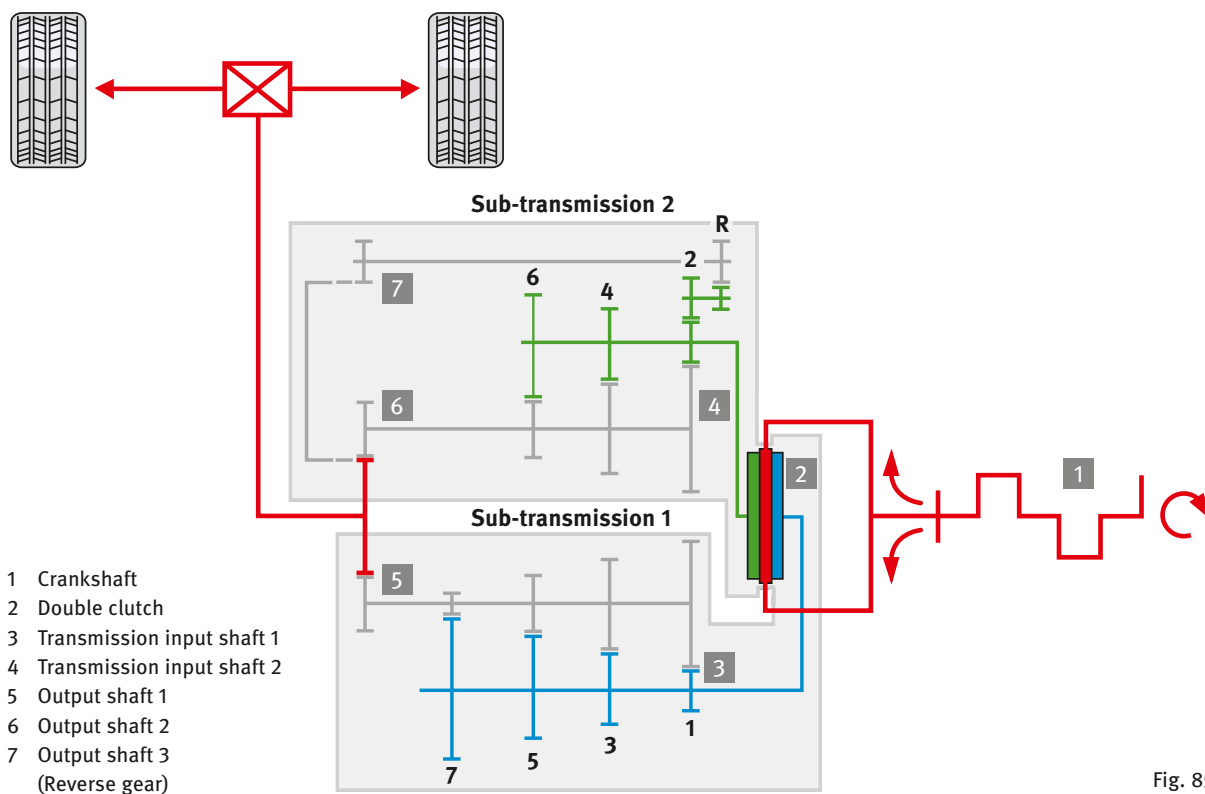 Sub-transmission 2
R
2
6
4
7
6
4
2
1
Sub-transmission 1
5
3
1
3
5
7
1 Crankshaft
2 Double clutch
3 Transmission input shaft 1
4 Transmission input shaft 2
5 Output shaft 1
6 Output shaft 2
7 Output shaft 3
(Reverse gear)
Fig.